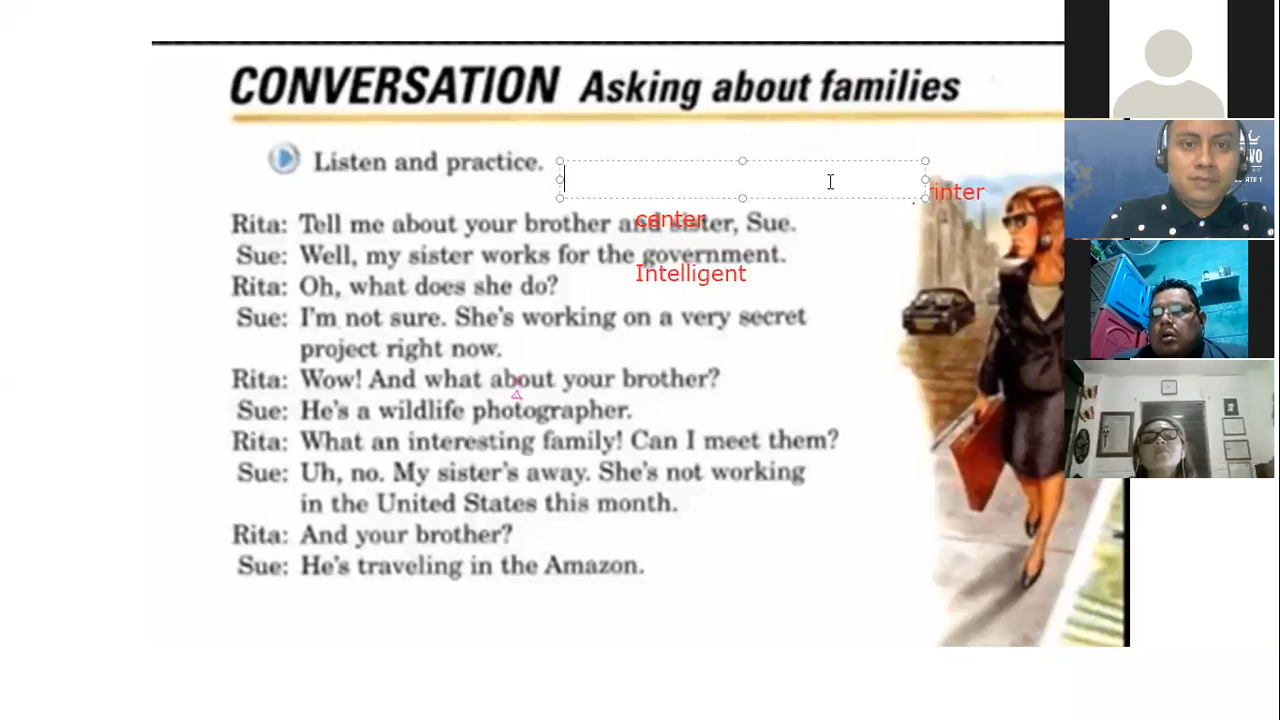 CONVERSATION Asking about families
Listen and practice.
inter
center
Rita: Tell me about your brother and sister, Sue.
Sue: Well, my sister works for the government.
Intelligent
Rita: Oh, what does she do?
Sue: I'm not sure. She's working on a very secret
project right now.
Rita: Wow! And what about your brother?
Sue: He's a wildlife photographer.
Rita: What an interesting family! Can I meet them?
Sue: Uh, no. My sister's away. She's not working
in the United States this month.
Rita: And your brother?
Sue: He's traveling in the Amazon.